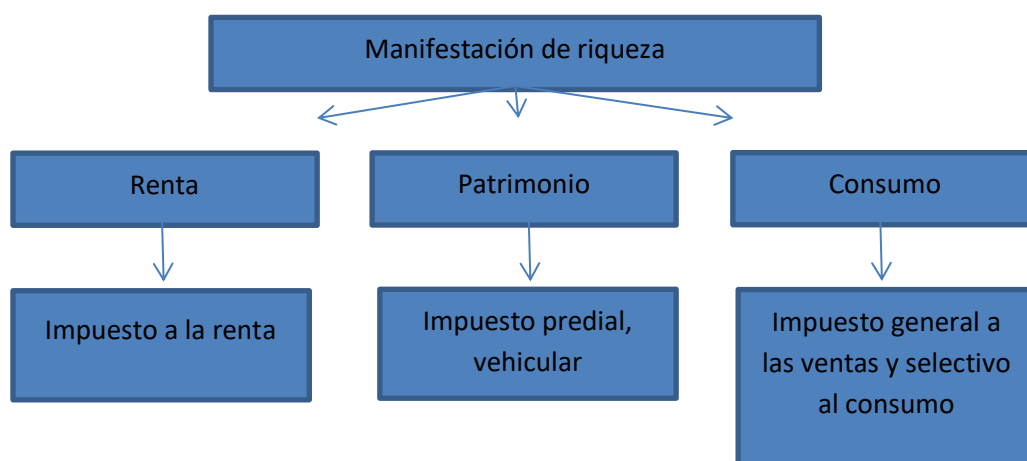 Manifestación de riqueza
Renta
Patrimonio
Consumo
Impuesto a la renta
Impuesto predial,
vehicular
Impuesto general a
las ventas y selectivo
al consumo